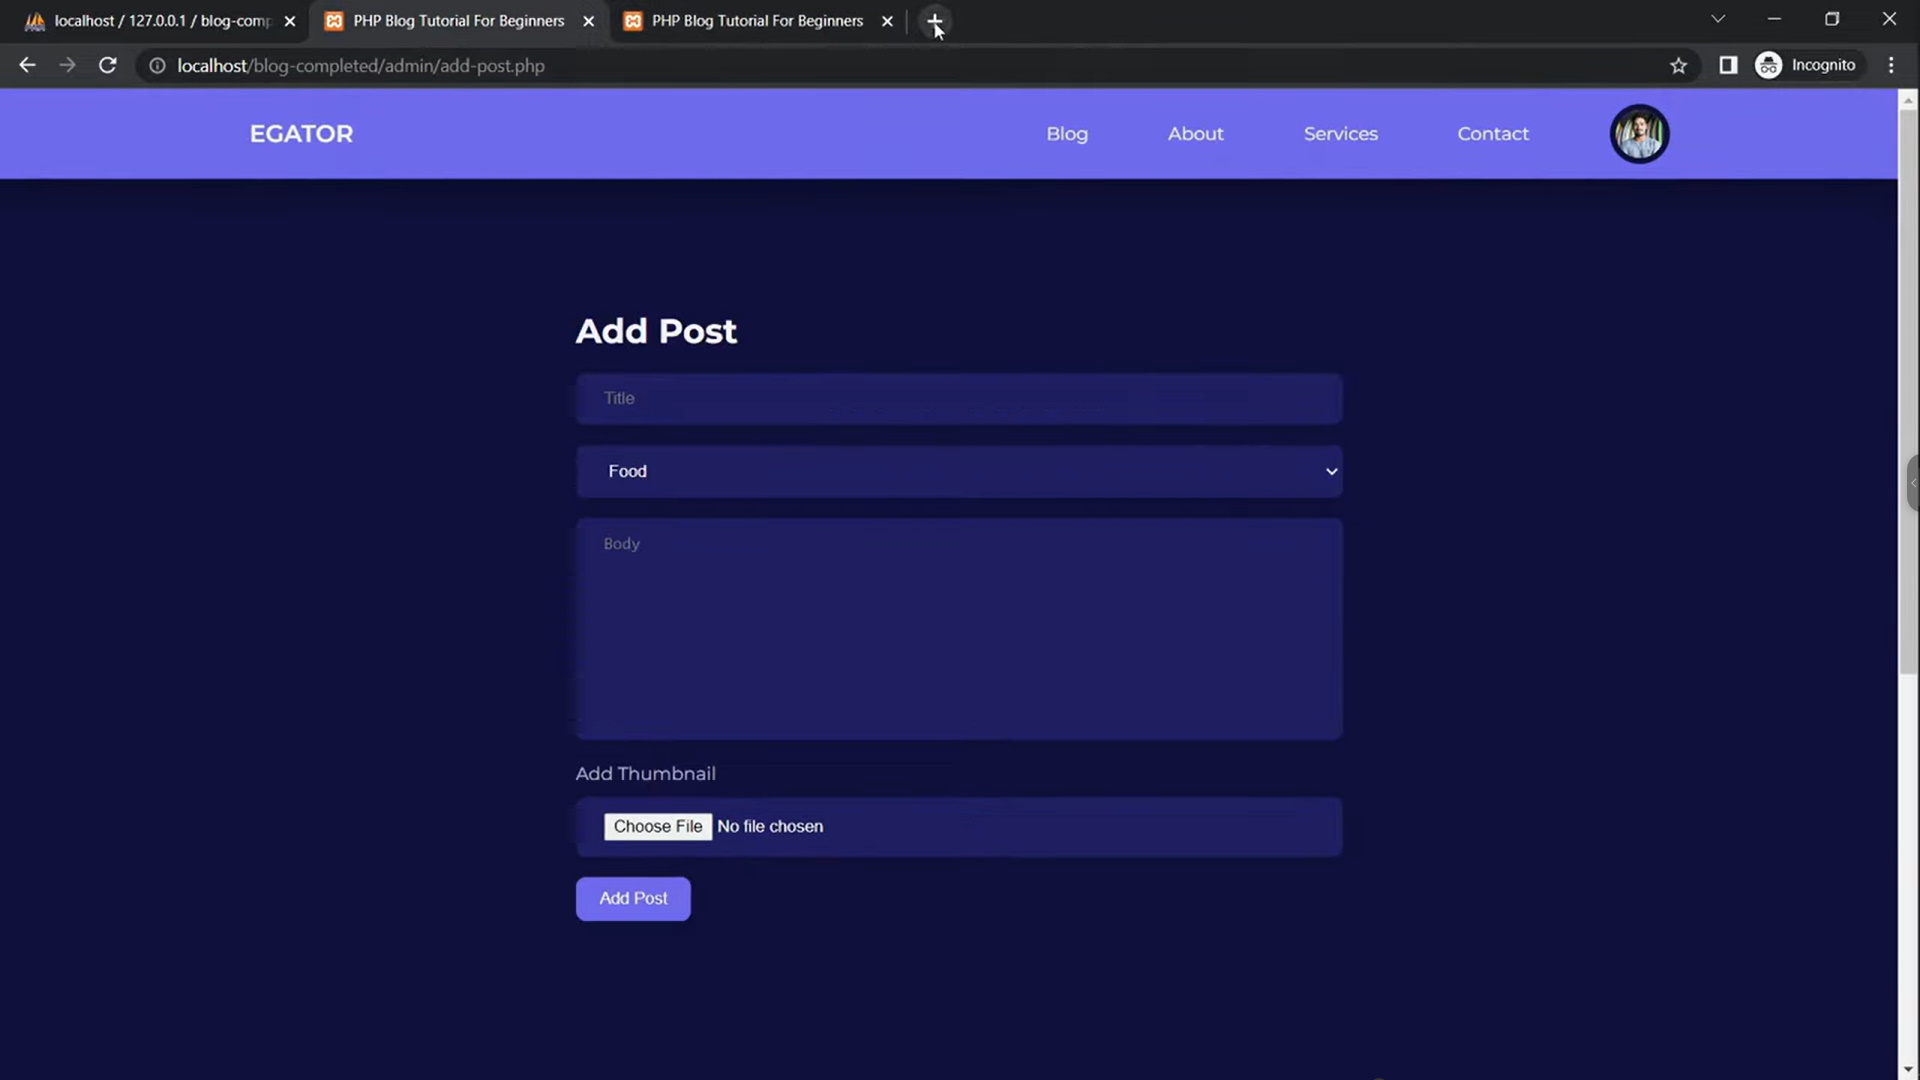 localhost / 127.0.0.1 / blog-comp
PHP Blog Tutorial For Beginners
PHP Blog Tutorial For Beginners
localhost/blog-completed/admin/add-post.php
Incognito
EGATOR
Blog
About
Services
Contact
Add Post
Title
Food
Body
Add Thumbnail
Choose File No file chosen
Add Post